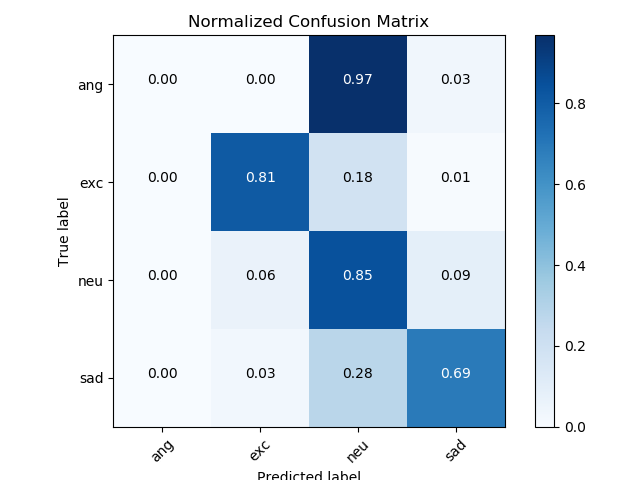 Normalized Confusion Matrix
ang 0.00 0.00 0.97 0.03
exc 0.00 0.81 0.18 0.01
neu 0.00 0.06 0.85 0.09
sad 0.00 0.03 0.28 0.69
ang exc neu sad
True label
Predicted label
0.8
0.6
0.4
0.2
0.0